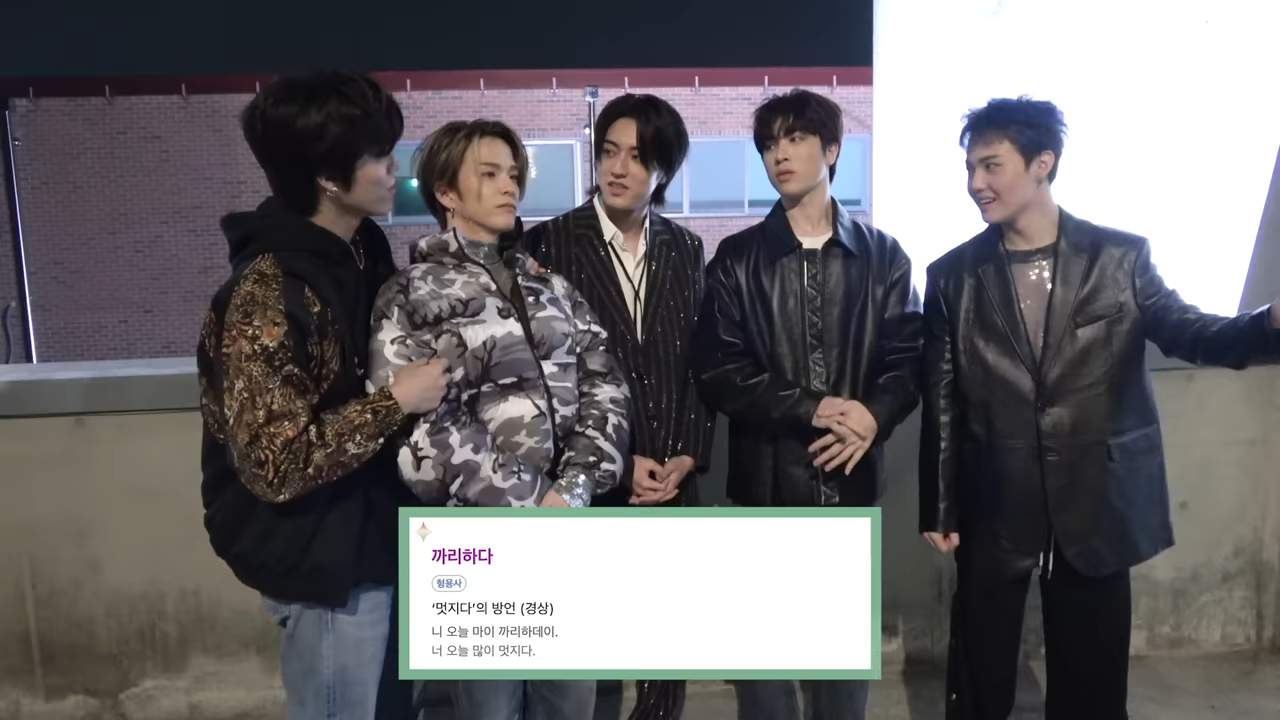 까리하다
형용사
‘멋지다’의 방언 (경상)
니 오늘 마이 까리하데이.
너 오늘 많이 멋지다.